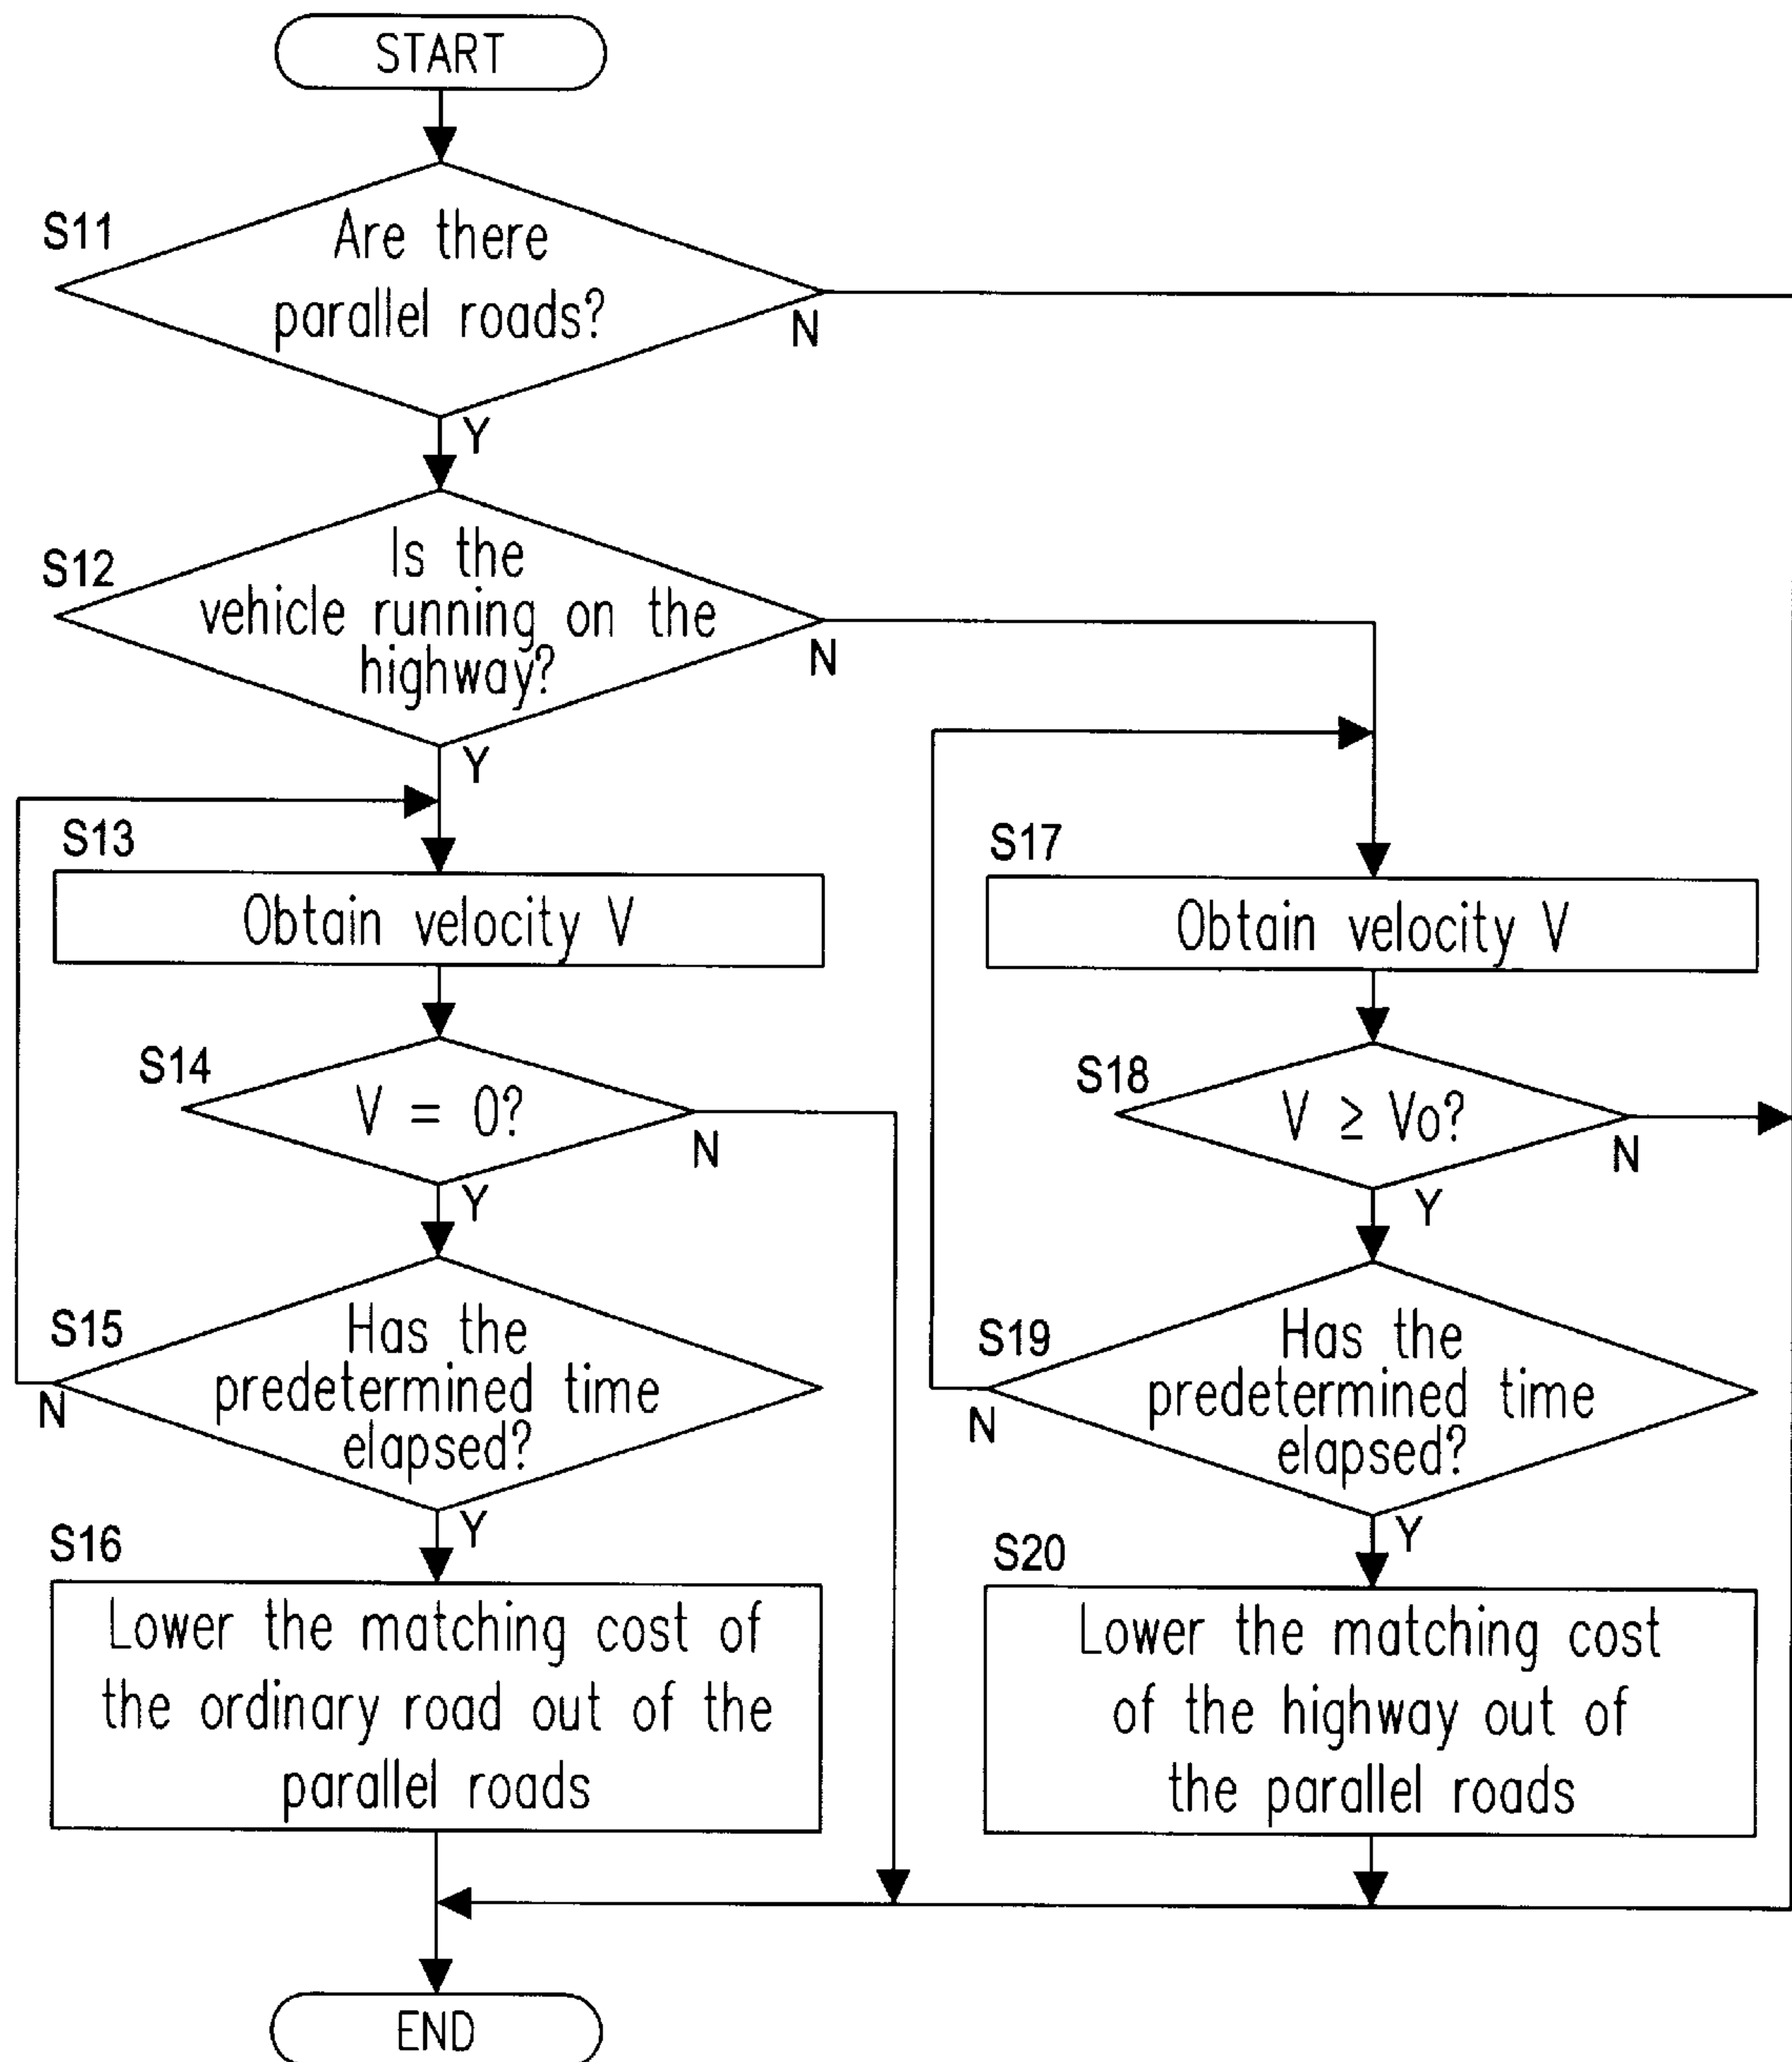 START
S11
Are there
parallel roads?
N
Y
S12
Is the
vehicle running on the
highway?
N
Y
S13
Obtain velocity V
S14
V = 0?
N
Y
S15
Has the
predetermined time
elapsed?
N
Y
S16
Lower the matching cost of
the ordinary road out of the
parallel roads
S17
Obtain velocity V
S18
V ≥ Vo?
N
Y
S19
Has the
predetermined time
elapsed?
N
Y
S20
Lower the matching cost
of the highway out of
the parallel roads
END